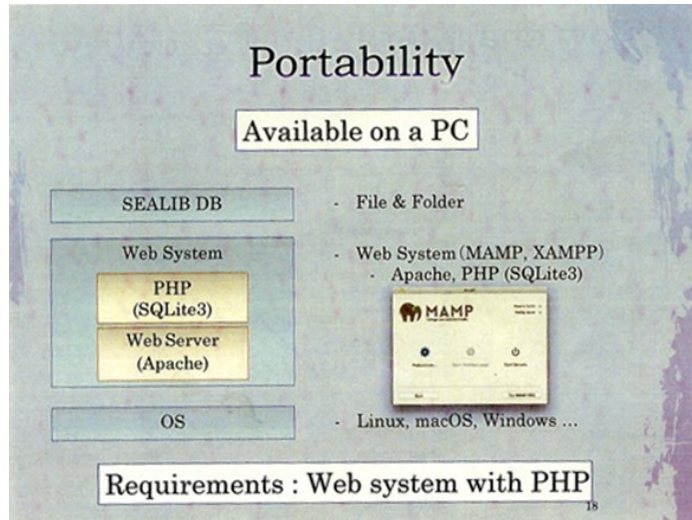 Portability
Available on a PC
SEALIB DB
- File & Folder
Web System
PHP
(SQLite3)
Web Server
(Apache)
- Web System (MAMP, XAMPP)
- Apache, PHP (SQLite3)
MAMP
OS
- Linux, macOS, Windows ...
Requirements : Web system with PHP
18